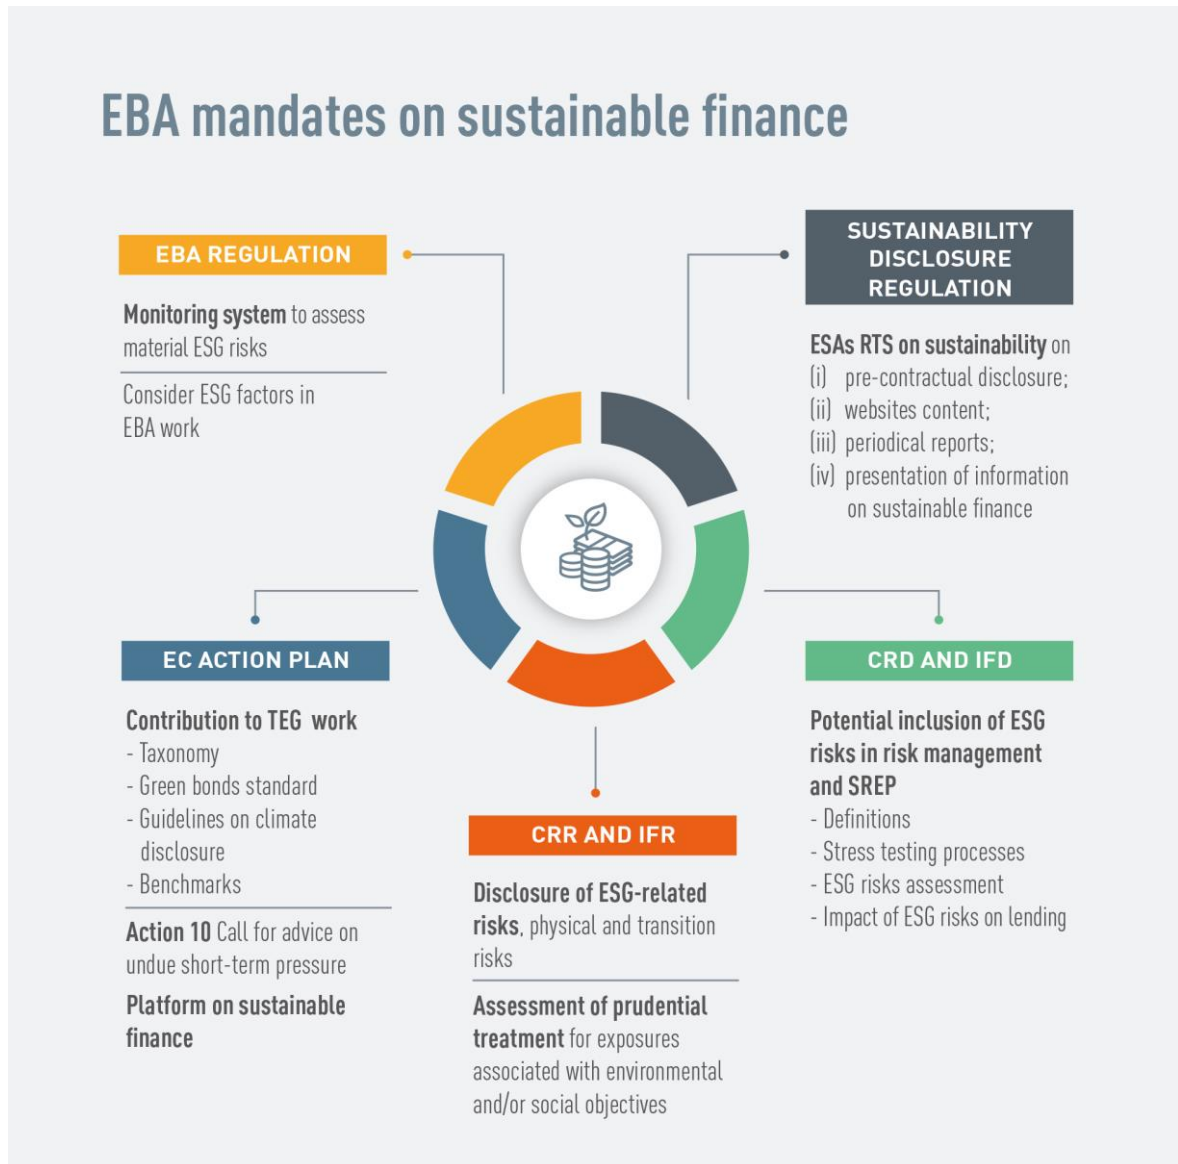 EBA mandates on sustainable finance
EBA REGULATION
Monitoring system to assess
material ESG risks
Consider ESG factors in
EBA work
SUSTAINABILITY
DISCLOSURE
REGULATION
ESAs RTS on sustainability on
(i) pre-contractual disclosure;
(ii) websites content;
(iii) periodical reports;
(iv) presentation of information
on sustainable finance
EC ACTION PLAN
Contribution to TEG work
- Taxonomy
- Green bonds standard
- Guidelines on climate
disclosure
- Benchmarks
Action 10 Call for advice on
undue short-term pressure
Platform on sustainable
finance
CRR AND IFR
Disclosure of ESG-related
risks, physical and transition
risks
Assessment of prudential
treatment for exposures
associated with environmental
and/or social objectives
CRD AND IFD
Potential inclusion of ESG
risks in risk management
and SREP
- Definitions
- Stress testing processes
- ESG risks assessment
- Impact of ESG risks on lending